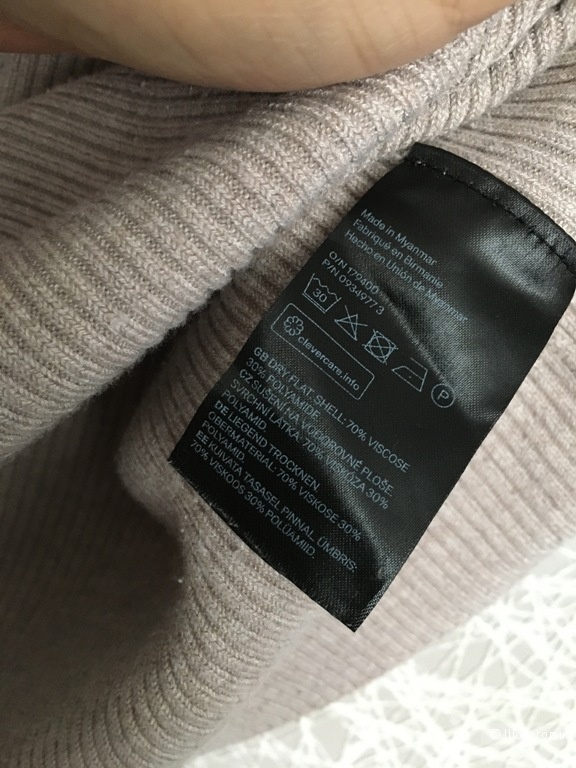 Made in Myanmar
Fabriqué en Birmanie
Hecho en Unión de Myanmar
O/N 179400
P/N 09349773
30
P
clevercare.info
GB DRY FLAT. SHELL: 70% VISCOSE
30% POLYAMIDE.
CZ SUŠENÍ NA VODOROVNÉ PLOŠE.
SVRCHNÍ LÁTKA: 70% VISKÓZA 30%
POLYAMID.
DE LIEGEND TROCKNEN.
OBERMATERIAL: 70% VISKOSE 30%
POLYAMID.
EE KUIVATA TASASEL PINNAL. ÜMBRIS:
70% VISKOOS 30% POLÜAMIID.